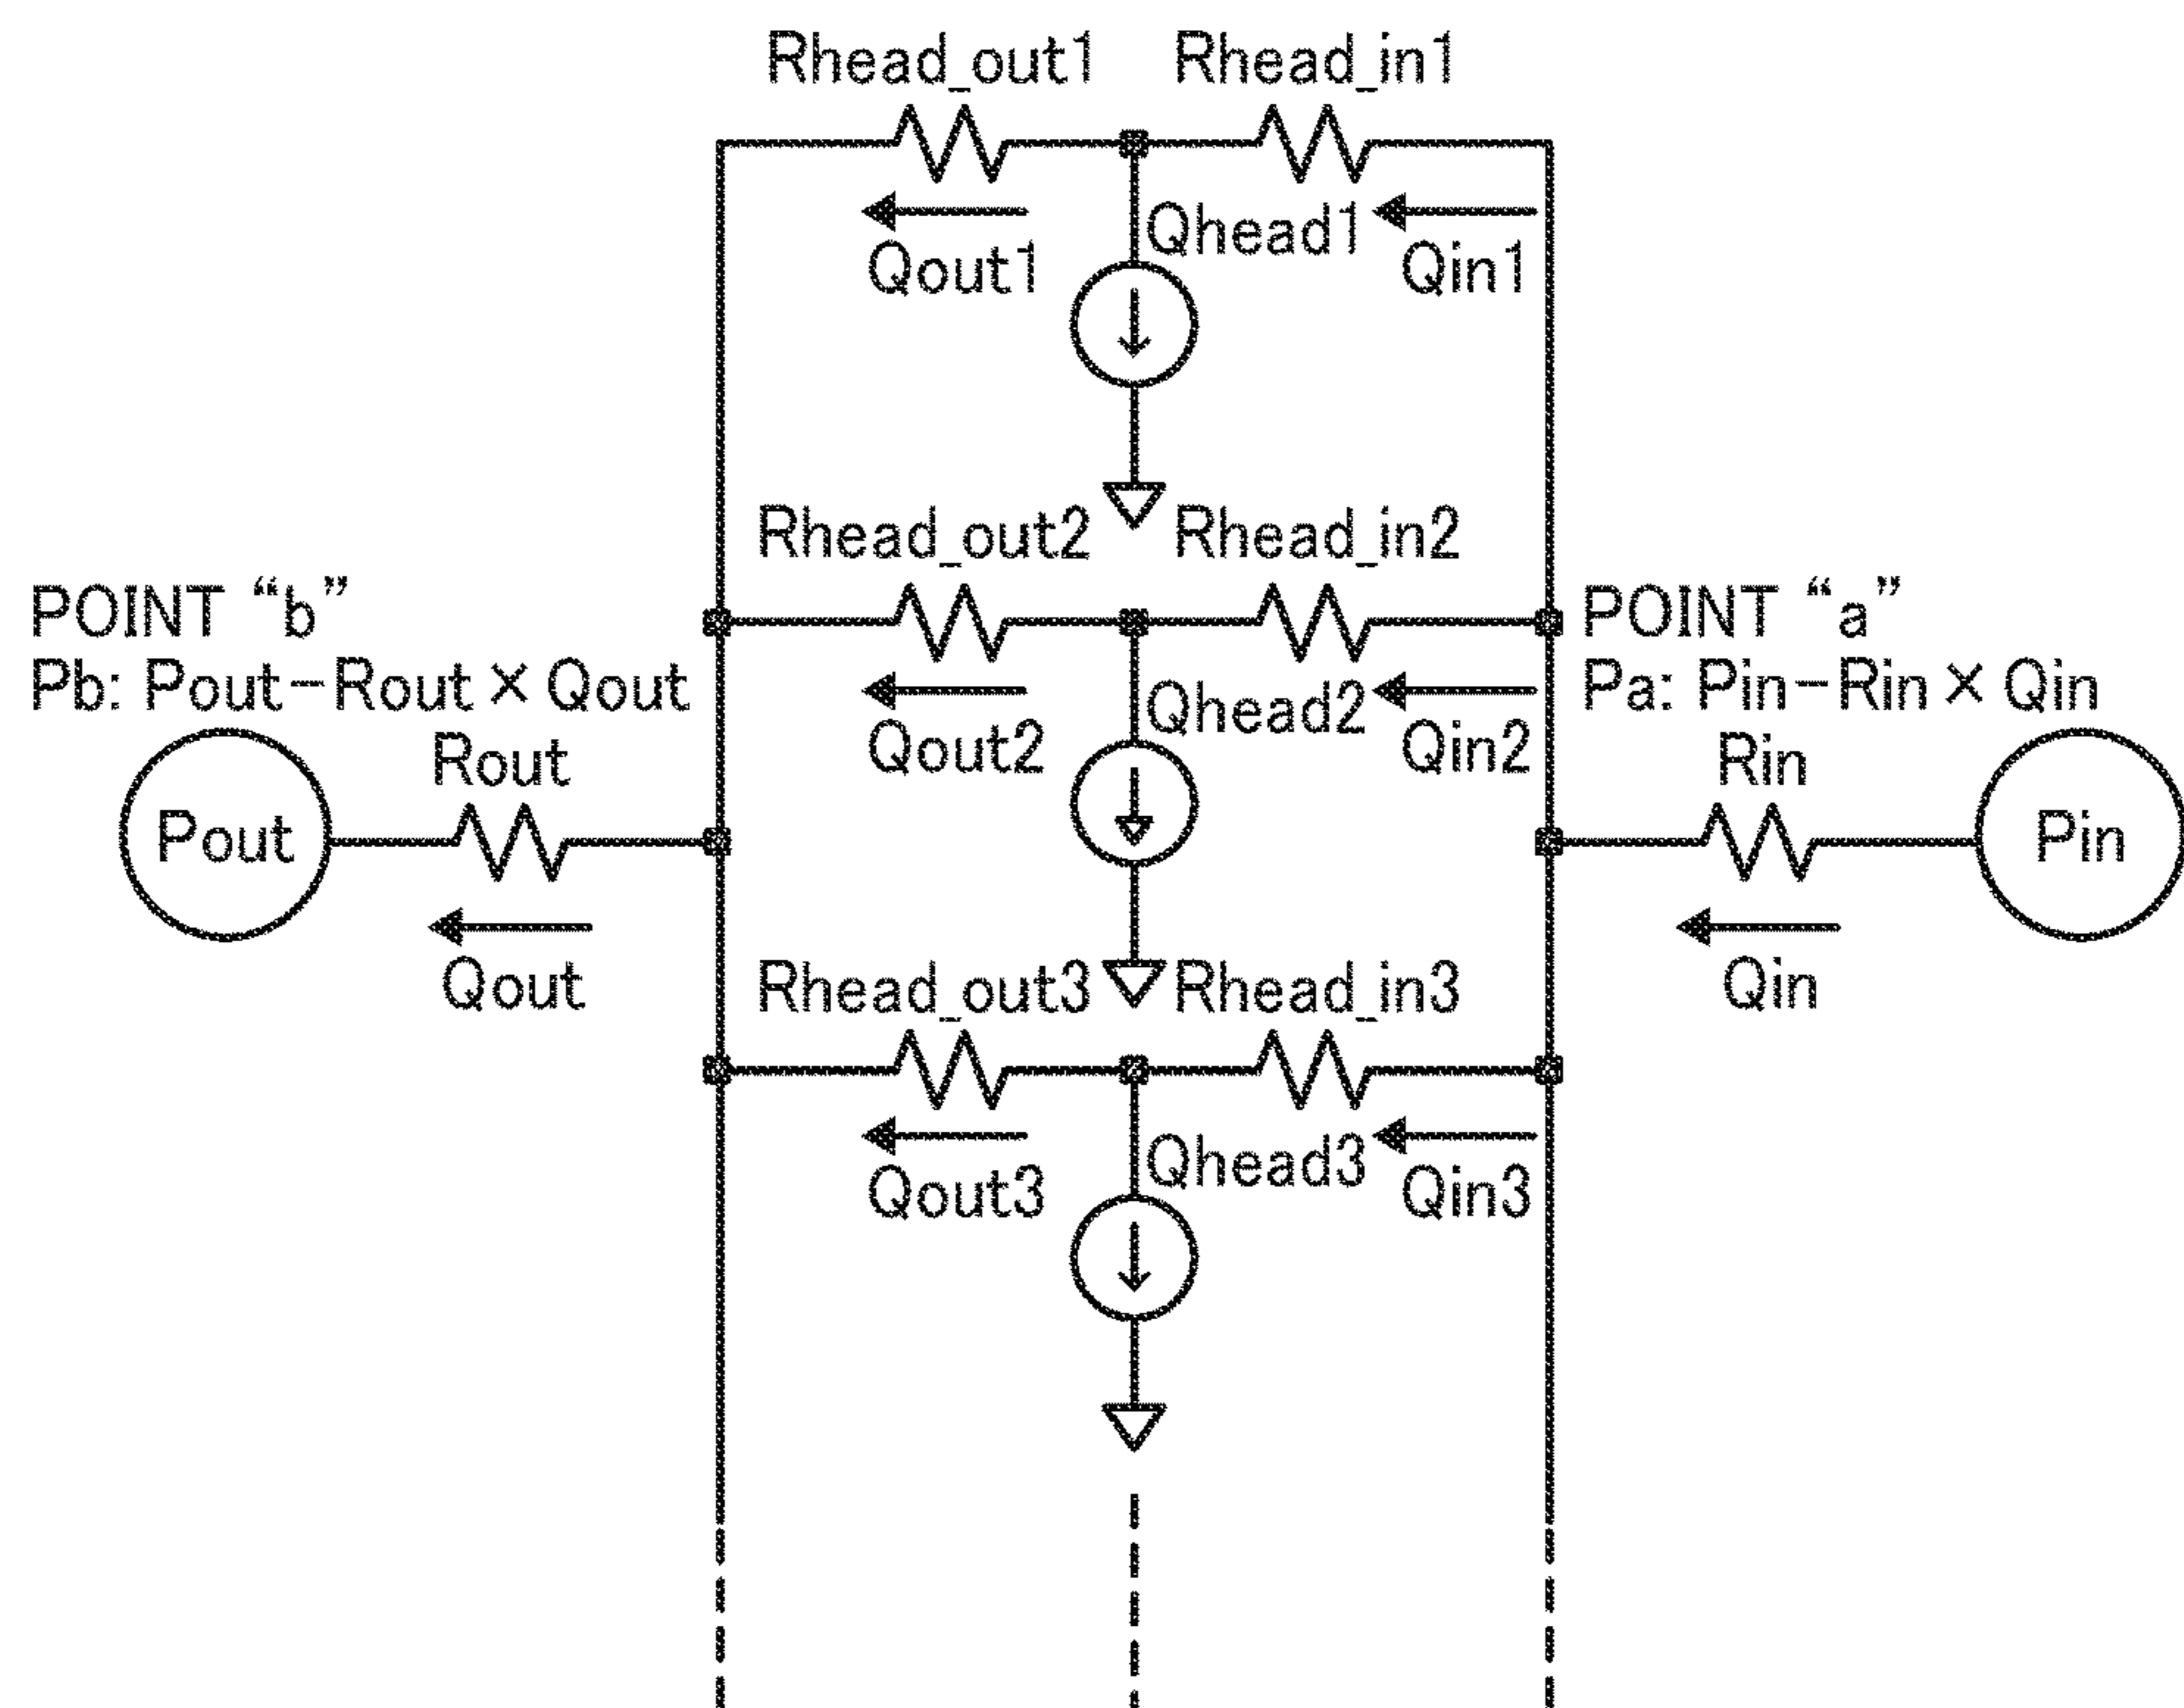 Rhead_out1 Rhead_in1
Qhead1
Qout1 Qin1
Rhead_out2 Rhead_in2
POINT “b”
Pb: Pout-Rout × Qout
POINT “a”
Pa: Pin-Rin × Qin
Qhead2
Qout2 Qin2
Rout
Rin
Pout
Pin
Qout
Qin
Rhead_out3 Rhead_in3
Qhead3
Qout3 Qin3